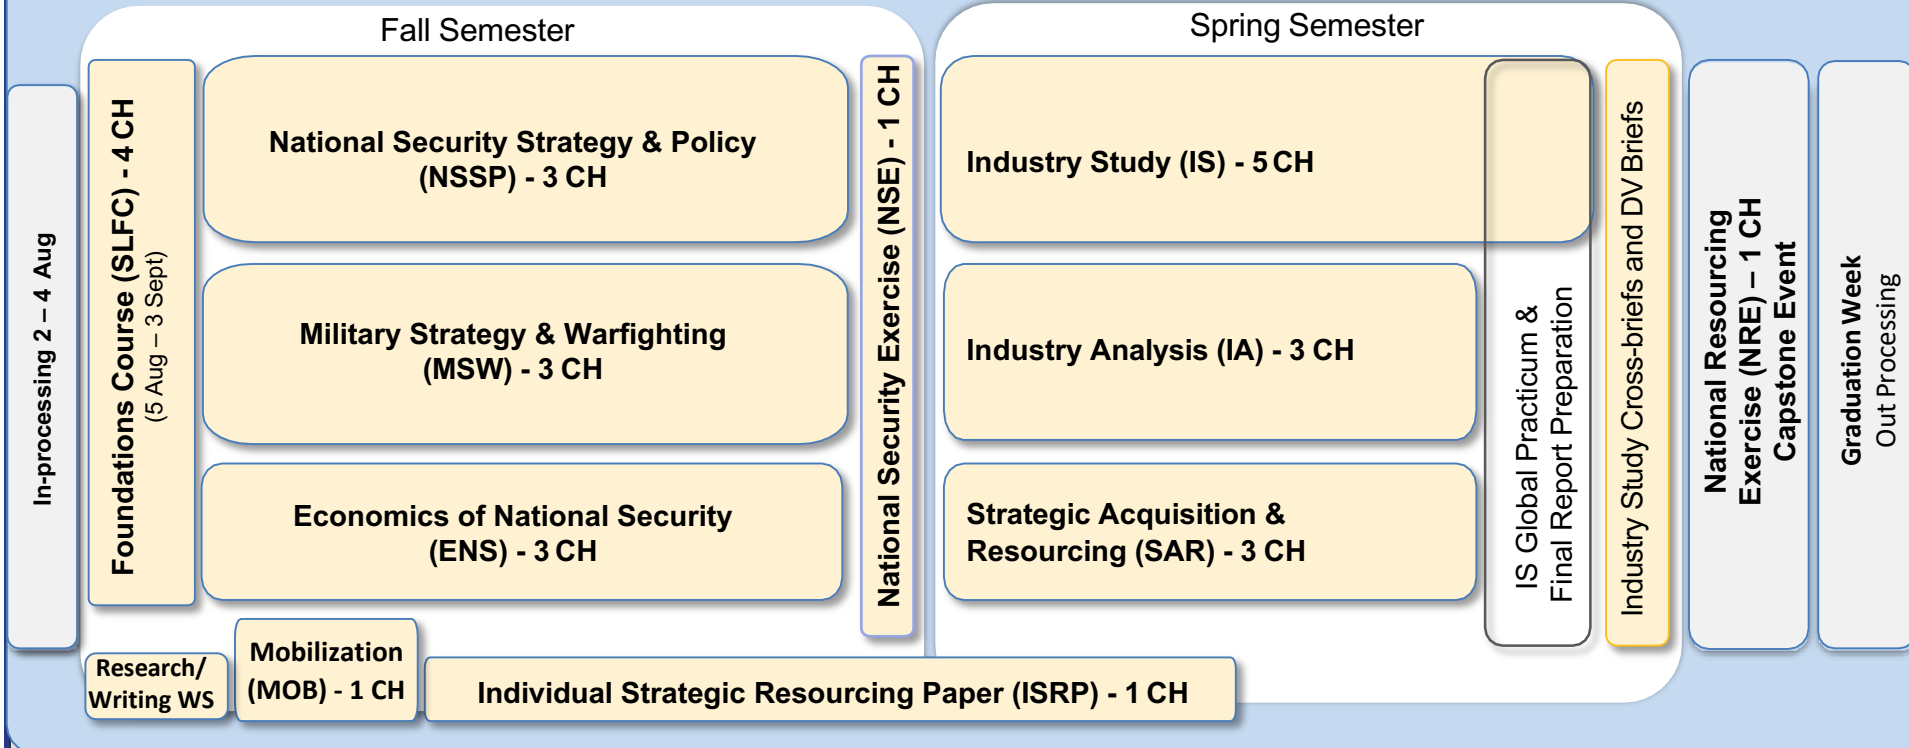 Fall Semester
Spring Semester
In-processing 2 – 4 Aug
Foundations Course (SLFC) - 4 CH
(5 Aug – 3 Sept)
National Security Strategy & Policy
(NSSP) - 3 CH
Military Strategy & Warfighting
(MSW) - 3 CH
Economics of National Security
(ENS) - 3 CH
National Security Exercise (NSE) - 1 CH
Industry Study (IS) - 5 CH
Industry Analysis (IA) - 3 CH
Strategic Acquisition &
Resourcing (SAR) - 3 CH
IS Global Practicum &
Final Report Preparation
Industry Study Cross-briefs and DV Briefs
National Resourcing
Exercise (NRE) – 1 CH
Capstone Event
Graduation Week
Out Processing
Research/
Writing WS
Mobilization
(MOB) - 1 CH
Individual Strategic Resourcing Paper (ISRP) - 1 CH